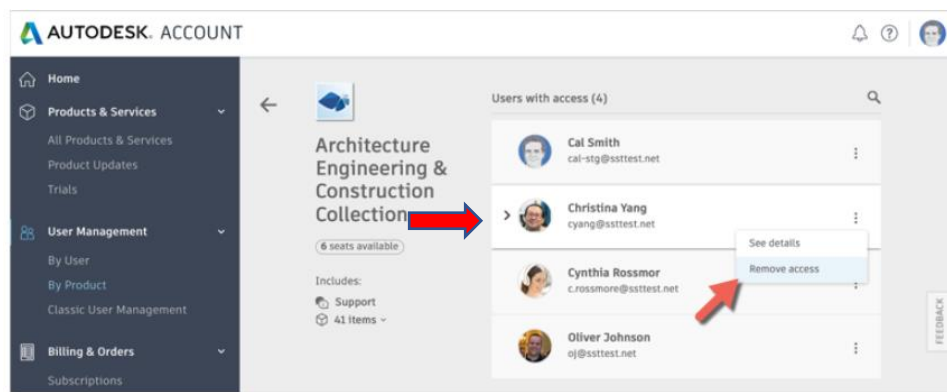 AUTODESK. ACCOUNT
Home
Products & Services
All Products & Services
Product Updates
Trials
User Management
By User
By Product
Classic User Management
Billing & Orders
Subscriptions
Architecture
Engineering &
Construction
Collection
6 seats available
Includes:
Support
41 items
Users with access (4)
Cal Smith
cal-stg@ssttest.net
Christina Yang
cyang@ssttest.net
See details
Remove access
Cynthia Rossmor
c.rossmore@ssttest.net
Oliver Johnson
oj@ssttest.net
FEEDBACK